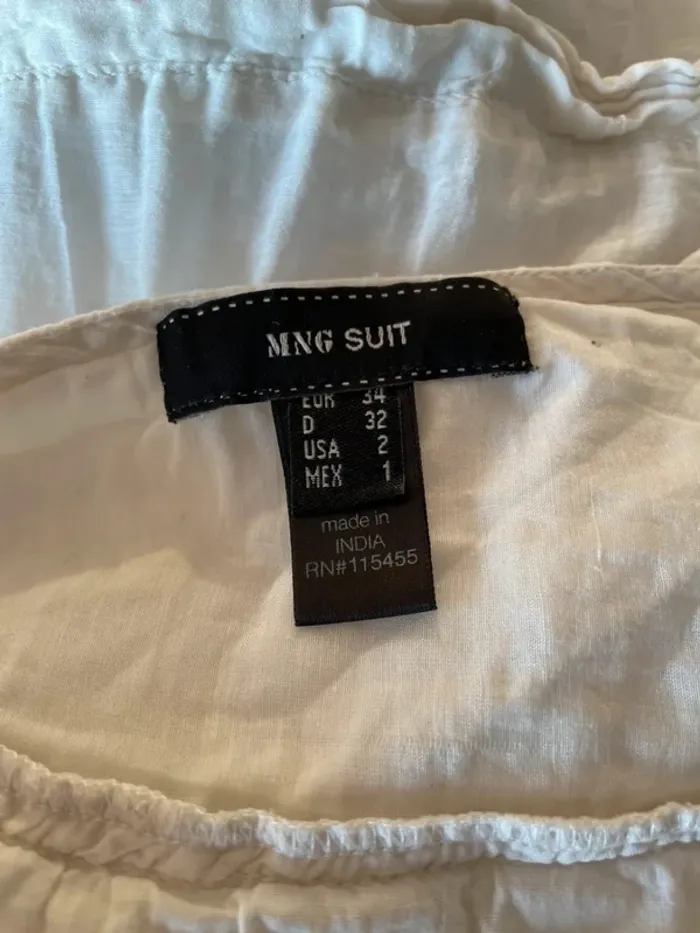 MNG SUIT
EUR 34
D 32
USA 2
MEX 1
made in
INDIA
RN#115455